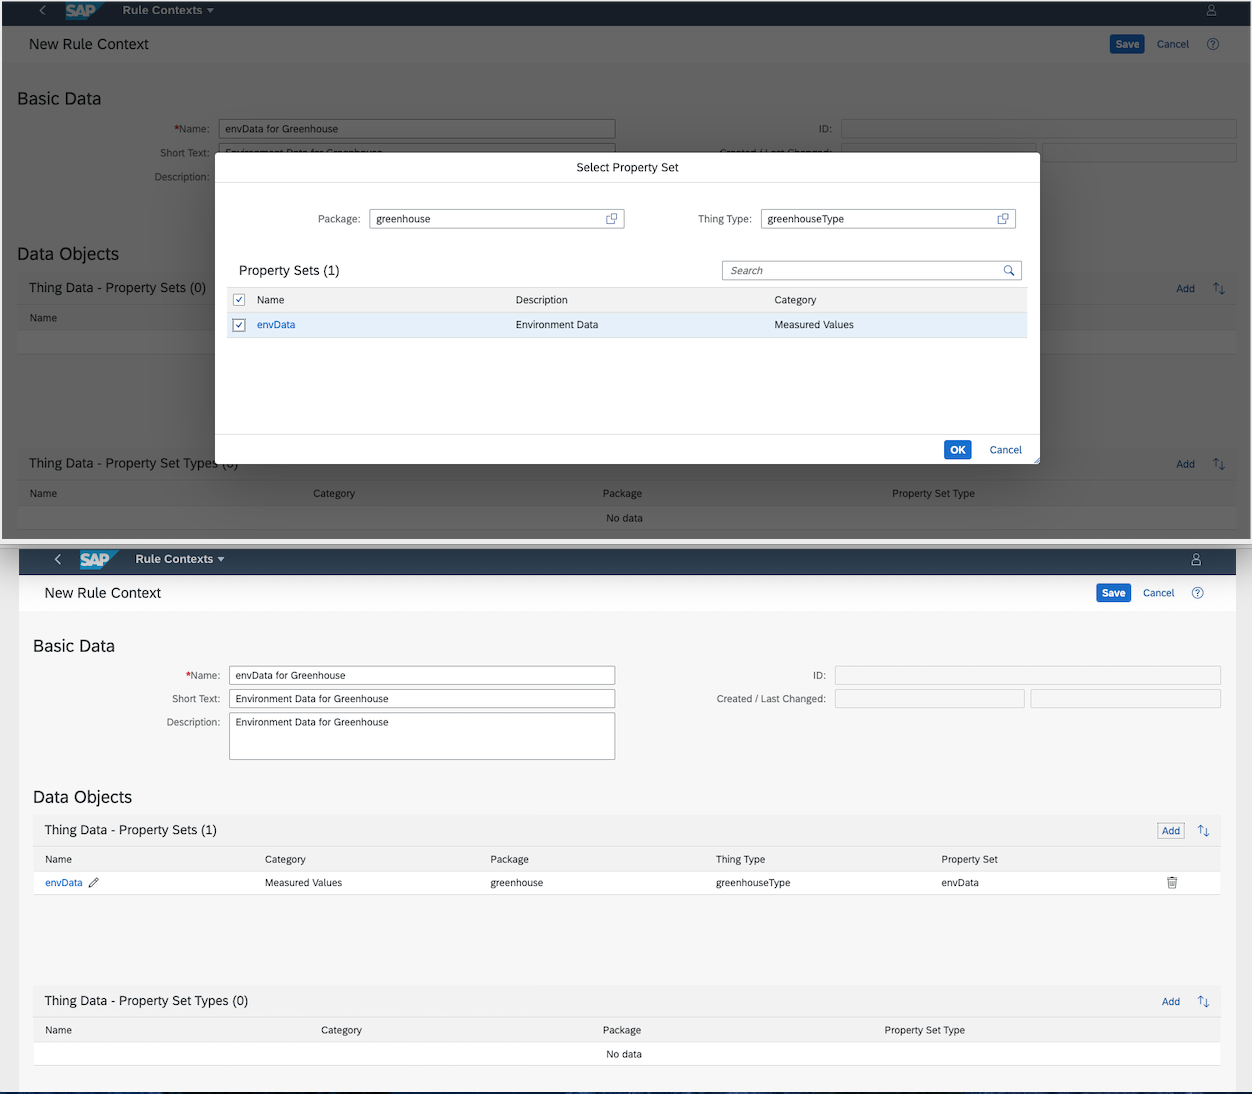 SAP Rule Contexts
New Rule Context Save Cancel ?
Basic Data
*Name: envData for Greenhouse ID:
Short Text: Environment Data for Greenhouse Created / Last Changed:
Description:
Select Property Set
Package: greenhouse Thing Type: greenhouseType
Property Sets (1) Search
Name Description Category
envData Environment Data Measured Values
OK Cancel
Data Objects
Thing Data - Property Sets (0) Add
Name
Thing Data - Property Set Types (0) Add
Name Category Package Property Set Type
No data
SAP Rule Contexts
New Rule Context Save Cancel ?
Basic Data
*Name: envData for Greenhouse ID:
Short Text: Environment Data for Greenhouse Created / Last Changed:
Description: Environment Data for Greenhouse
Data Objects
Thing Data - Property Sets (1) Add
Name Category Package Thing Type Property Set
envData Measured Values greenhouse greenhouseType envData
Thing Data - Property Set Types (0) Add
Name Category Package Property Set Type
No data